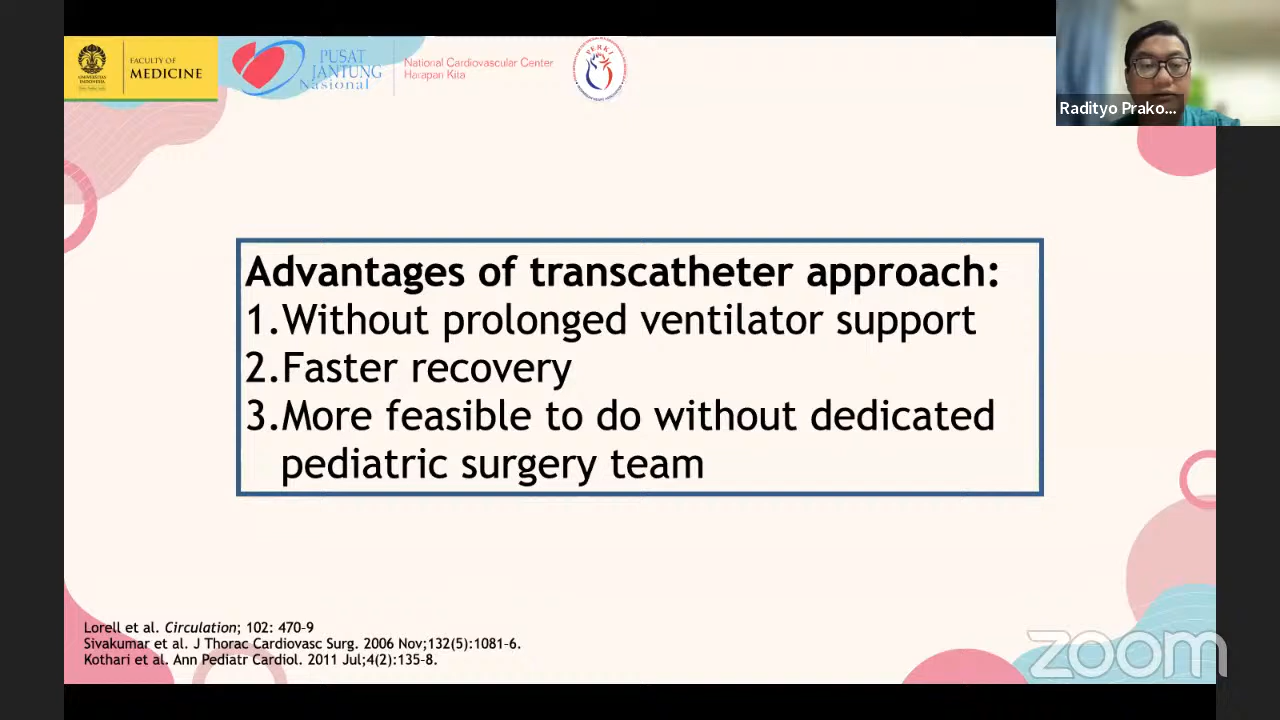 UNIVERSITAS
INDONESIA
FACULTY OF
MEDICINE
PUSAT
JANTUNG
Nasional
National Cardiovascular Center
Harapan Kita
PERKI
Radityo Prako...
Advantages of transcatheter approach:
1.Without prolonged ventilator support
2.Faster recovery
3.More feasible to do without dedicated
pediatric surgery team
Lorell et al. Circulation; 102: 470-9
Sivakumar et al. J Thorac Cardiovasc Surg. 2006 Nov;132(5):1081-6.
Kothari et al. Ann Pediatr Cardiol. 2011 Jul;4(2):135-8.
zoom